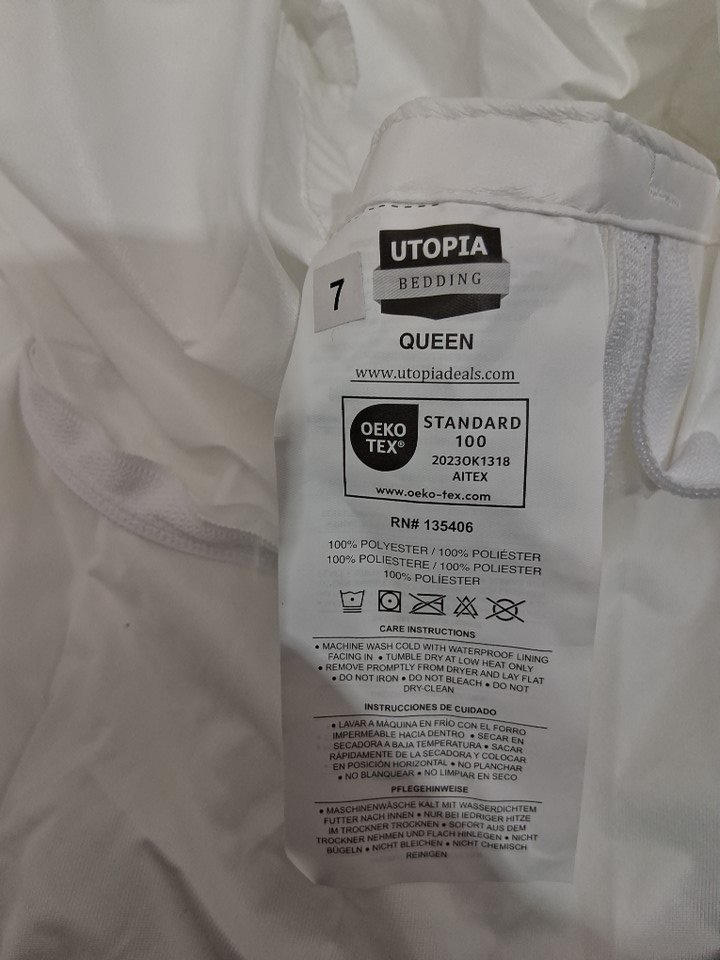 UTOPIA
BEDDING
7
QUEEN
www.utopiadeals.com
OEKO
TEX®
STANDARD
100
2023OK1318
AITEX
www.oeko-tex.com
RN# 135406
100% POLYESTER / 100% POLIÉSTER
100% POLIESTERE / 100% POLYESTER
100% POLÍESTER
CARE INSTRUCTIONS
• MACHINE WASH COLD WITH WATERPROOF LINING
FACING IN • TUMBLE DRY AT LOW HEAT ONLY
• REMOVE PROMPTLY FROM DRYER AND LAY FLAT
• DO NOT IRON • DO NOT BLEACH • DO NOT
DRY-CLEAN
INSTRUCCIONES DE CUIDADO
• LAVAR A MÁQUINA EN FRÍO CON EL FORRO
IMPERMEABLE HACIA DENTRO • SECAR EN
SECADORA A BAJA TEMPERATURA • SACAR
RÁPIDAMENTE DE LA SECADORA Y COLOCAR
EN POSICIÓN HORIZONTAL • NO PLANCHAR
• NO BLANQUEAR • NO LIMPIAR EN SECO
PFLEGEHINWEISE
• MASCHINENWÄSCHE KALT MIT WASSERDICHTEM
FUTTER NACH INNEN • NUR BEI IEDRIGER HITZE
IM TROCKNER TROCKNEN • SOFORT AUS DEM
TROCKNER NEHMEN UND FLACH HINLEGEN • NICHT
BÜGELN • NICHT BLEICHEN • NICHT CHEMISCH
REINIGEN